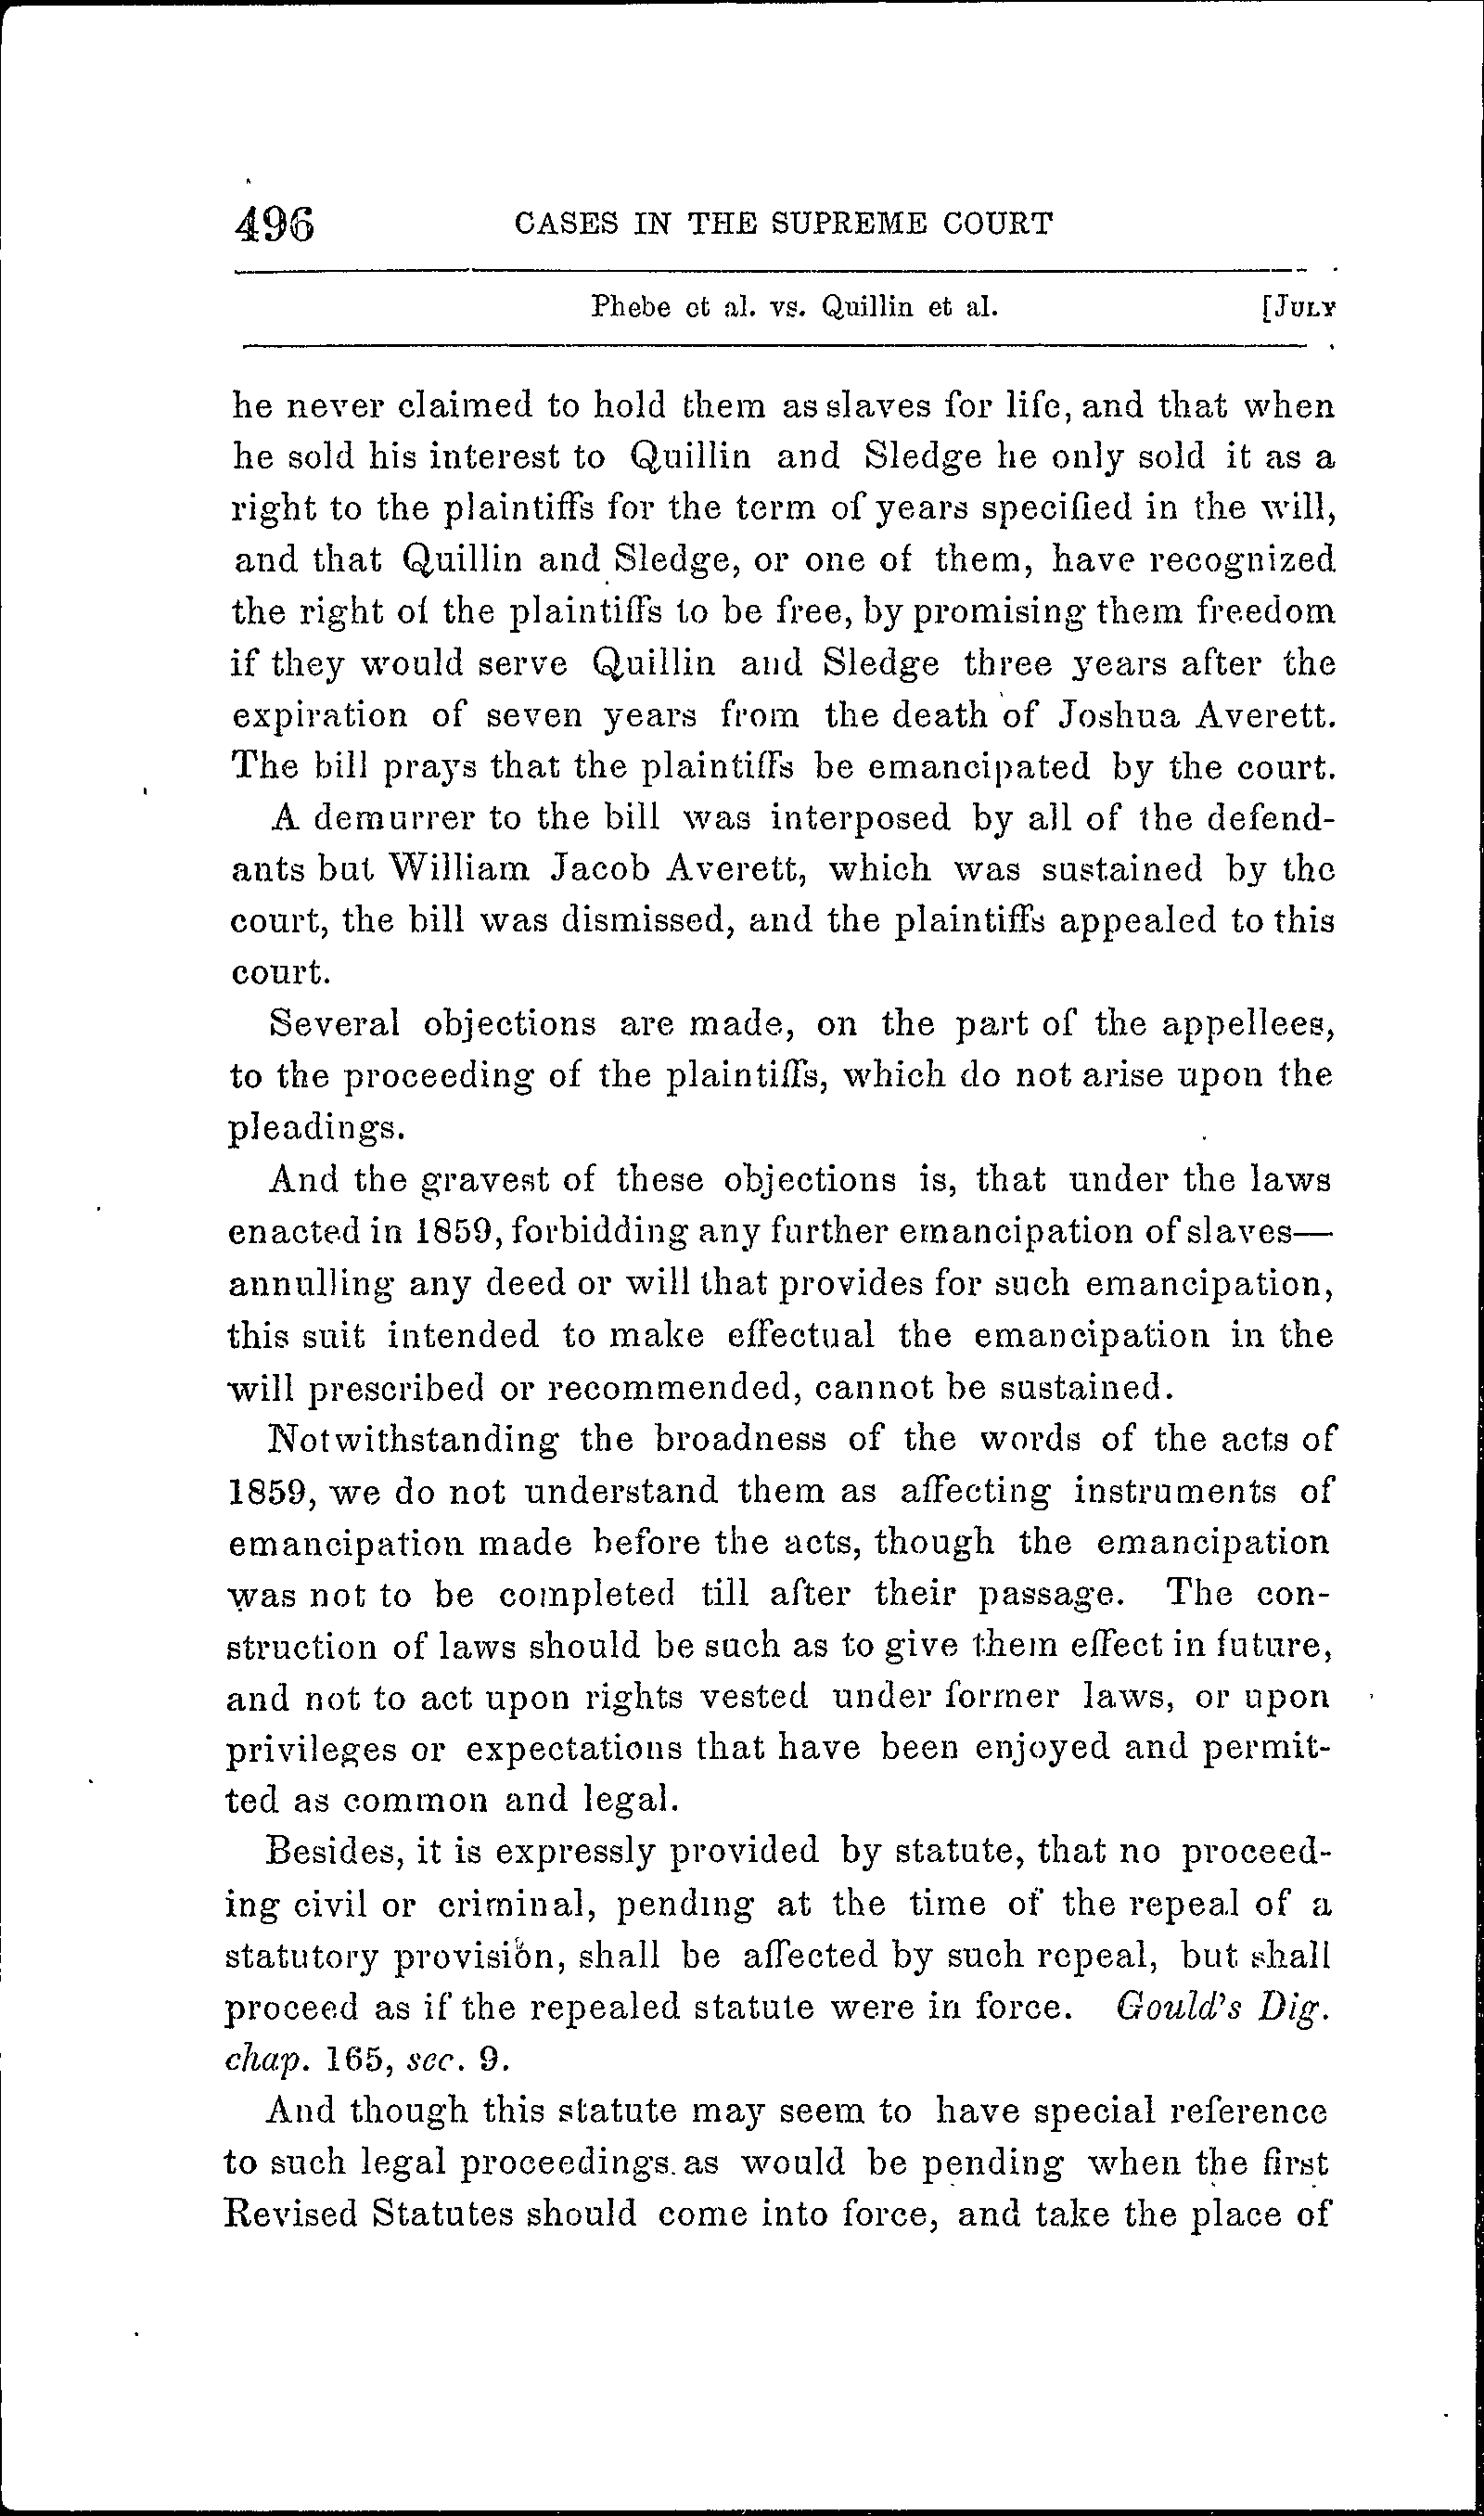 496 CASES IN THE SUPREME COURT
Phebe et al. vs. Quillin et al. [JULY
he never claimed to hold them as slaves for life, and that when
he sold his interest to Quillin and Sledge he only sold it as a
right to the plaintiffs for the term of years specified in the will,
and that Quillin and Sledge, or one of them, have recognized
the right of the plaintiffs to be free, by promising them freedom
if they would serve Quillin and Sledge three years after the
expiration of seven years from the death of Joshua Averett.
The bill prays that the plaintiffs be emancipated by the court.
A demurrer to the bill was interposed by all of the defend-
ants but William Jacob Averett, which was sustained by the
court, the bill was dismissed, and the plaintiffs appealed to this
court.
Several objections are made, on the part of the appellees,
to the proceeding of the plaintiffs, which do not arise upon the
pleadings.
And the gravest of these objections is, that under the laws
enacted in 1859, forbidding any further emancipation of slaves—
annulling any deed or will that provides for such emancipation,
this suit intended to make effectual the emancipation in the
will prescribed or recommended, cannot be sustained.
Notwithstanding the broadness of the words of the acts of
1859, we do not understand them as affecting instruments of
emancipation made before the acts, though the emancipation
was not to be completed till after their passage. The con-
struction of laws should be such as to give them effect in future,
and not to act upon rights vested under former laws, or upon
privileges or expectations that have been enjoyed and permit-
ted as common and legal.
Besides, it is expressly provided by statute, that no proceed-
ing civil or criminal, pending at the time of the repeal of a
statutory provision, shall be affected by such repeal, but shall
proceed as if the repealed statute were in force. Gould's Dig.
chap. 165, sec. 9.
And though this statute may seem to have special reference
to such legal proceedings as would be pending when the first
Revised Statutes should come into force, and take the place of